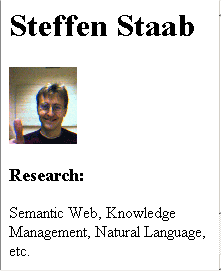 Steffen Staab
Research:
Semantic Web, Knowledge
Management, Natural Language,
etc.